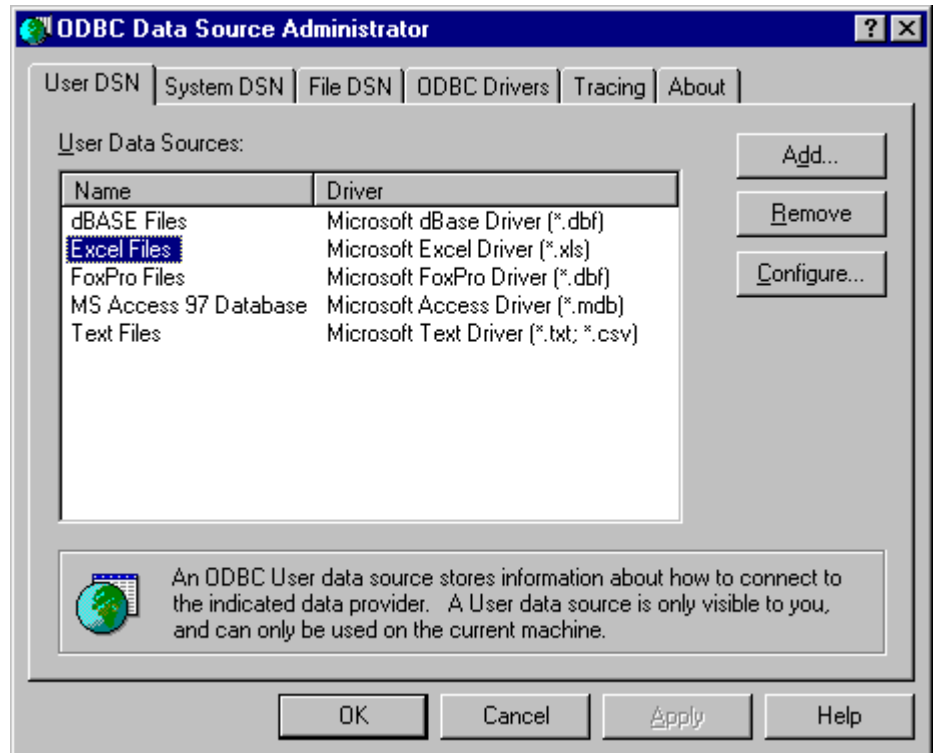 ODBC Data Source Administrator
User DSN System DSN File DSN ODBC Drivers Tracing About
User Data Sources:
Add...
Name Driver
dBASE Files Microsoft dBase Driver (*.dbf)
Remove
Excel Files Microsoft Excel Driver (*.xls)
FoxPro Files Microsoft FoxPro Driver (*.dbf)
Configure...
MS Access 97 Database Microsoft Access Driver (*.mdb)
Text Files Microsoft Text Driver (*.txt; *.csv)
An ODBC User data source stores information about how to connect to
the indicated data provider. A User data source is only visible to you,
and can only be used on the current machine.
OK Cancel Apply Help